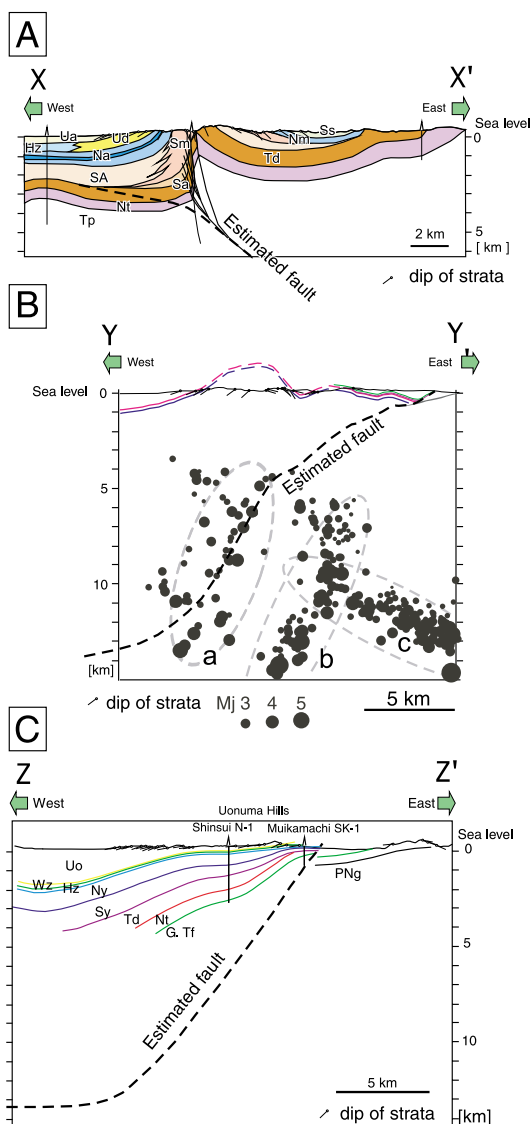 A
X
X'
West
East
Sea level
Ua
Ud
Sm
Ss
Hz
Na
Nm
0
SA
Td
Sa
Nt
Tp
5
[ km]
2 km
Estimated fault
dip of strata
B
Y
Y'
West
East
Sea level
0
Estimated fault
5
10
a
b
c
[km]
dip of strata
Mj 3 4 5
5 km
C
Z
Z'
West
East
Uonuma Hills
Shinsui N-1
Muikamachi SK-1
Sea level
0
Uo
PNg
Wz
Hz
Ny
Sy
Td
Nt
G. Tf
5
Estimated fault
10
5 km
dip of strata
[km]